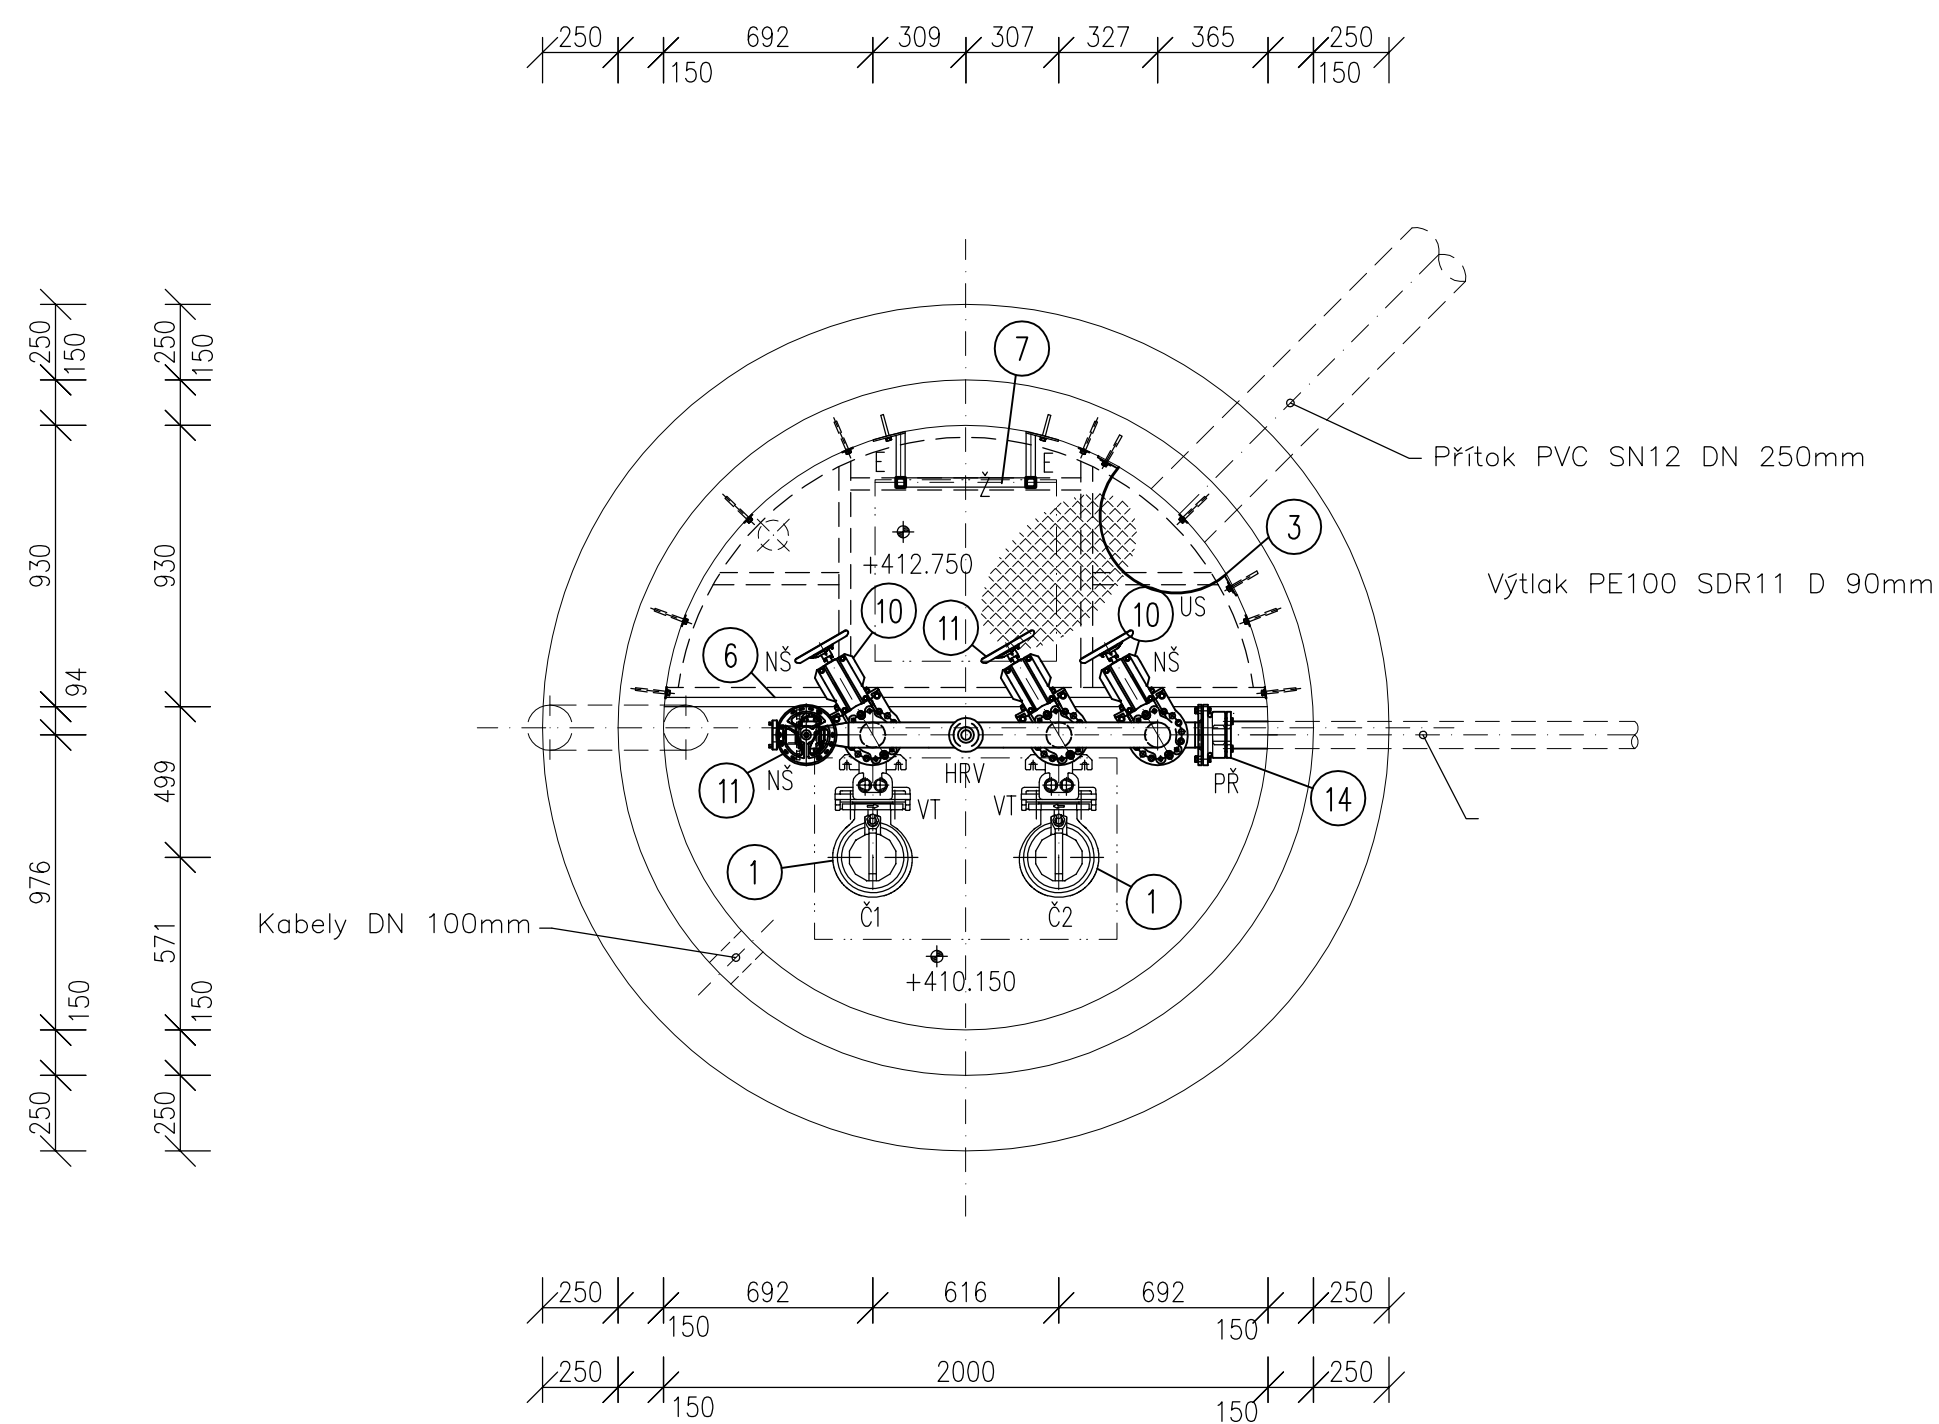 250 692 309 307 327 365 250
150 150
250 150
250 150
7
E E
Ž
Přítok PVC SN12 DN 250mm
3
930 930
+412.750
Výtlak PE100 SDR11 D 90mm
10 11 10 US
6 NŠ NŠ
94
499
11 NŠ HRV PŘ 14
VT VT
976
1 1
Č1 Č2
Kabely DN 100mm
571
+410.150
150 150
250 250
250 692 616 692 250
150 150
250 2000 250
150 150